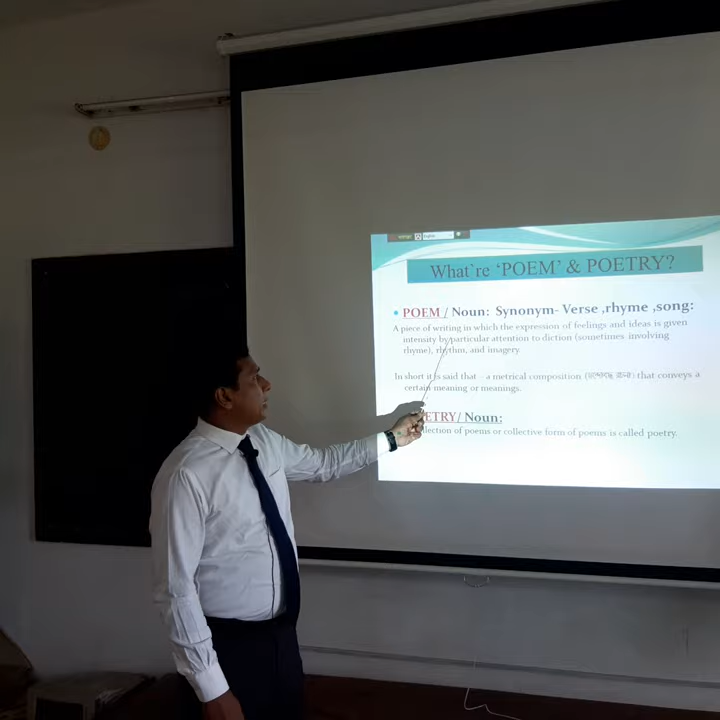 English
What`re ‘POEM’ & POETRY?
POEM / Noun: Synonym- Verse ,rhyme ,song:
A piece of writing in which the expression of feelings and ideas is given
intensity by particular attention to diction (sometimes involving
rhyme), rhythm, and imagery.
In short it is said that – a metrical composition ( ) that conveys a
certain meaning or meanings.
ETRY/ Noun:
llection of poems or collective form of poems is called poetry.